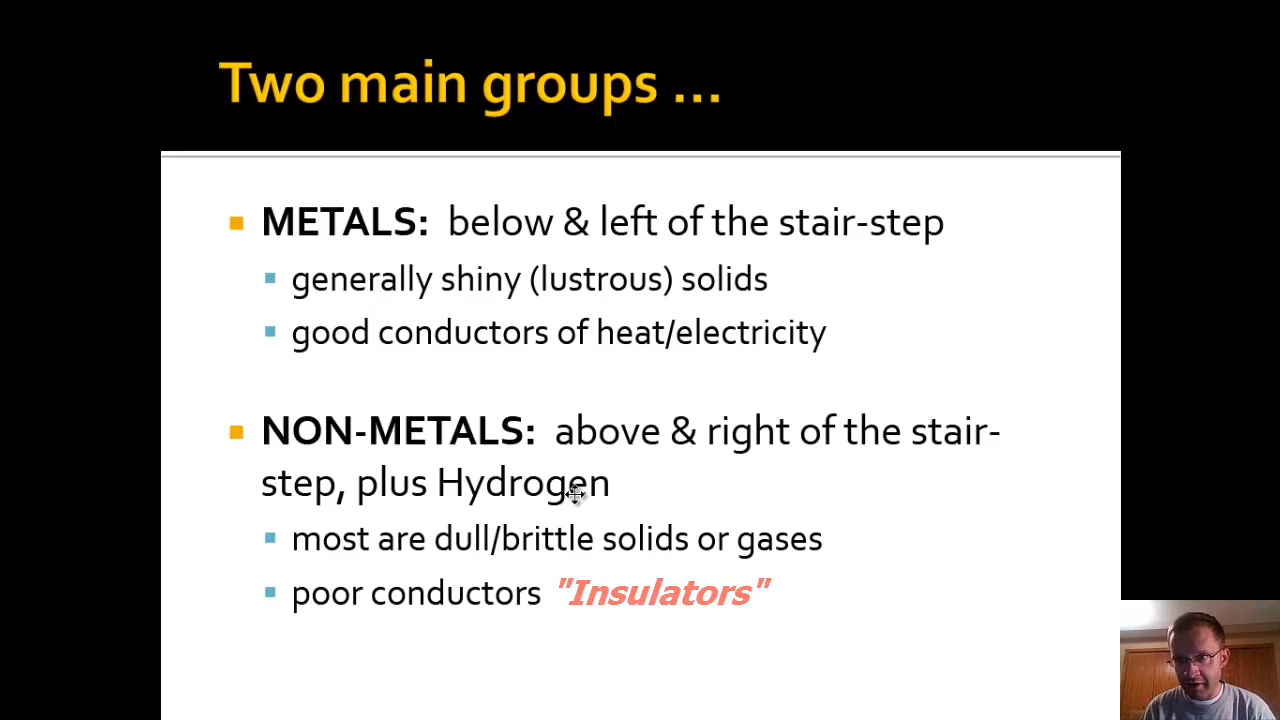 Two main groups ...
METALS:  below & left of the stair-step
generally shiny (lustrous) solids
good conductors of heat/electricity
NON-METALS:  above & right of the stair-
step, plus Hydrogen
most are dull/brittle solids or gases
poor conductors "Insulators"